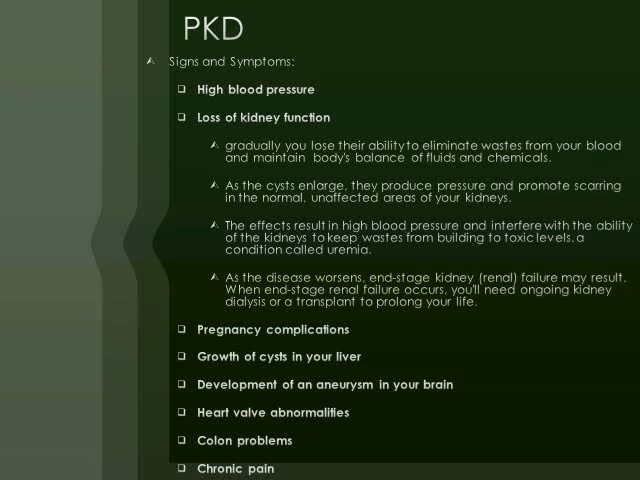 PKD
Signs and Symptoms:
High blood pressure
Loss of kidney function
gradually you lose their ability to eliminate wastes from your blood
and maintain body's balance of fluids and chemicals.
As the cysts enlarge, they produce pressure and promote scarring
in the normal, unaffected areas of your kidneys.
The effects result in high blood pressure and interfere with the ability
of the kidneys to keep wastes from building to toxic levels, a
condition called uremia.
As the disease worsens, end-stage kidney (renal) failure may result.
When end-stage renal failure occurs, you'll need ongoing kidney
dialysis or a transplant to prolong your life.
Pregnancy complications
Growth of cysts in your liver
Development of an aneurysm in your brain
Heart valve abnormalities
Colon problems
Chronic pain